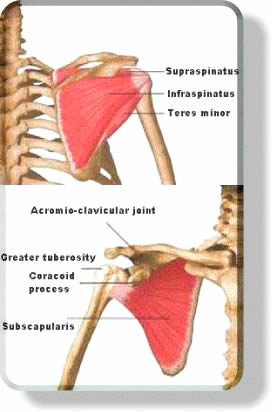 Supraspinatus
Infraspinatus
Teres minor
Acromio-clavicular joint
Greater tuberosity
Coracoid
process
Subscapularis